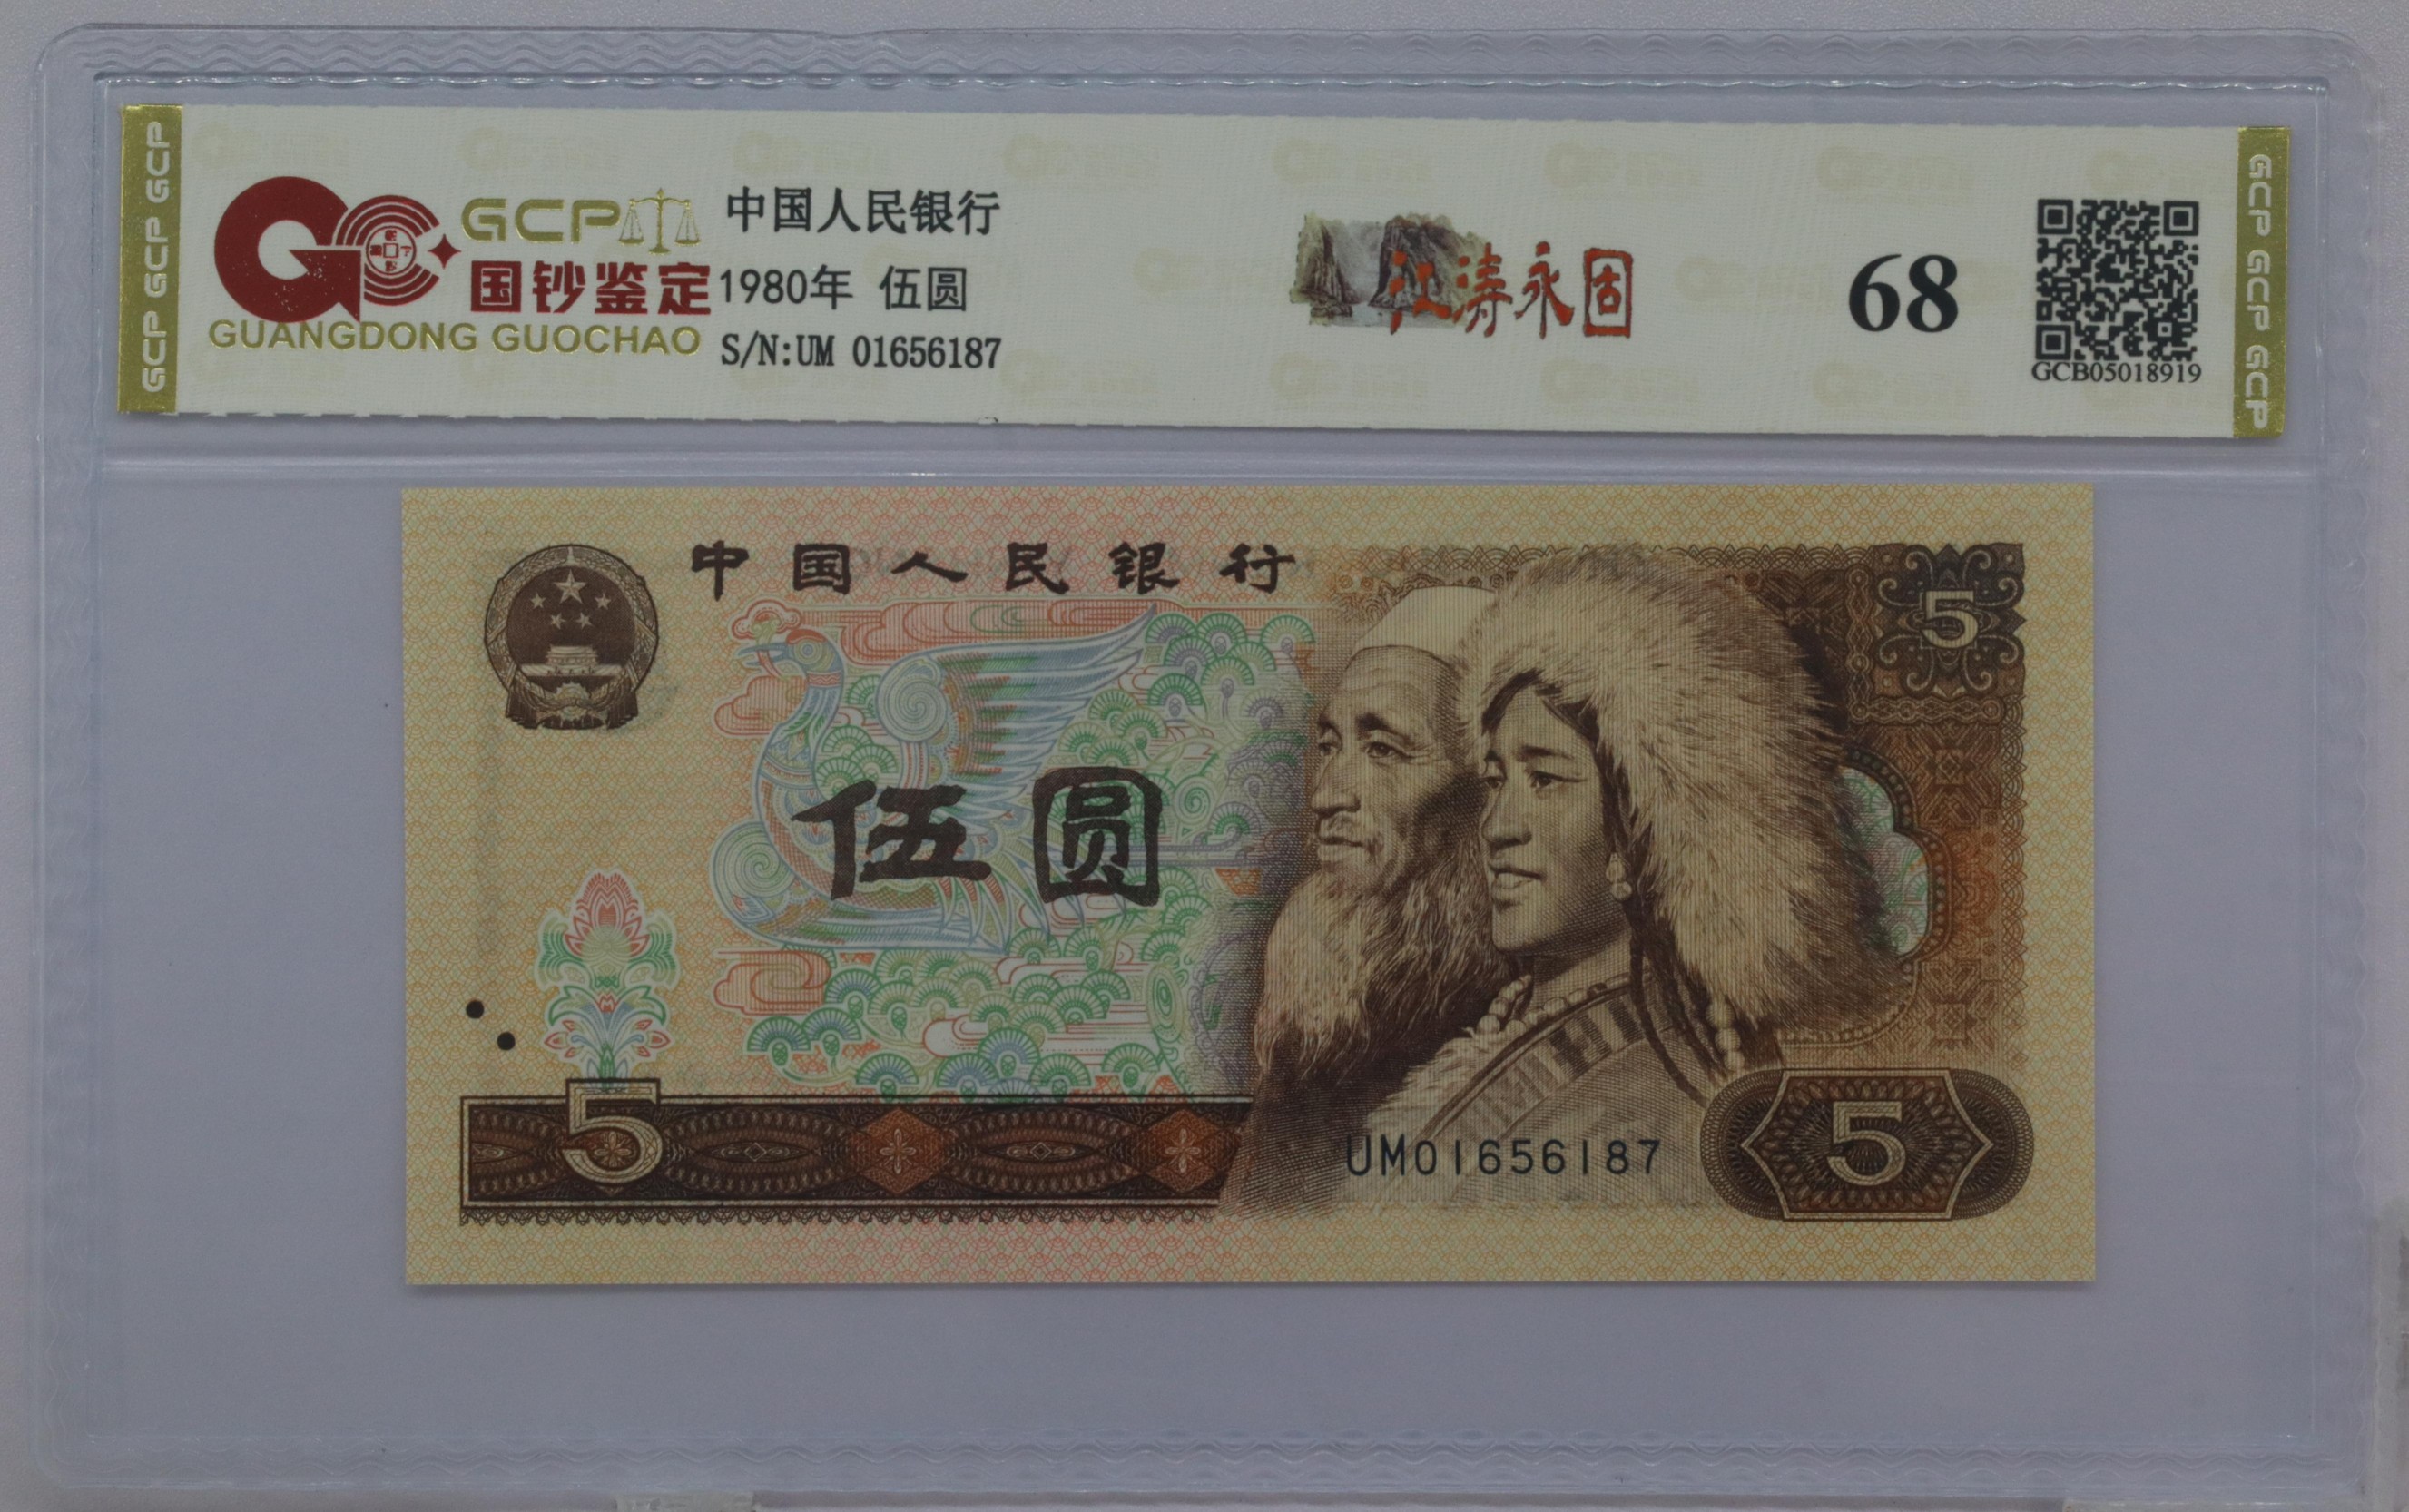 GCP GCP GCP
GCP
国钞鉴定
GUANGDONG GUOCHAO
中国人民银行
1980年 伍圆
S/N:UM 01656187
江涛永固
68
GCB05018919
GCP GCP GCP
中国人民银行
5
伍圆
5
UM01656187
5